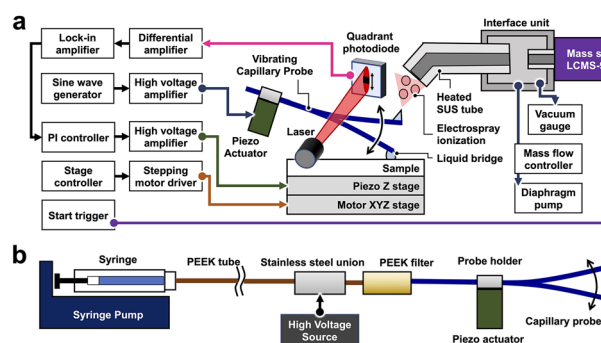 a
Lock-in
amplifier
Differential
amplifier
Quadrant
photodiode
Interface unit
Mass s
LCMS-
Sine wave
generator
High voltage
amplifier
Vibrating
Capillary Probe
Heated
SUS tube
Laser
Electrospray
ionization
Vacuum
gauge
PI controller
High voltage
amplifier
Piezo
Actuator
Liquid bridge
Mass flow
controller
Sample
Stage
controller
Stepping
motor driver
Piezo Z stage
Motor XYZ stage
Diaphragm
pump
Start trigger
b
Syringe
PEEK tube
Stainless steel union
PEEK filter
Probe holder
Syringe Pump
High Voltage
Source
Piezo actuator
Capillary probe